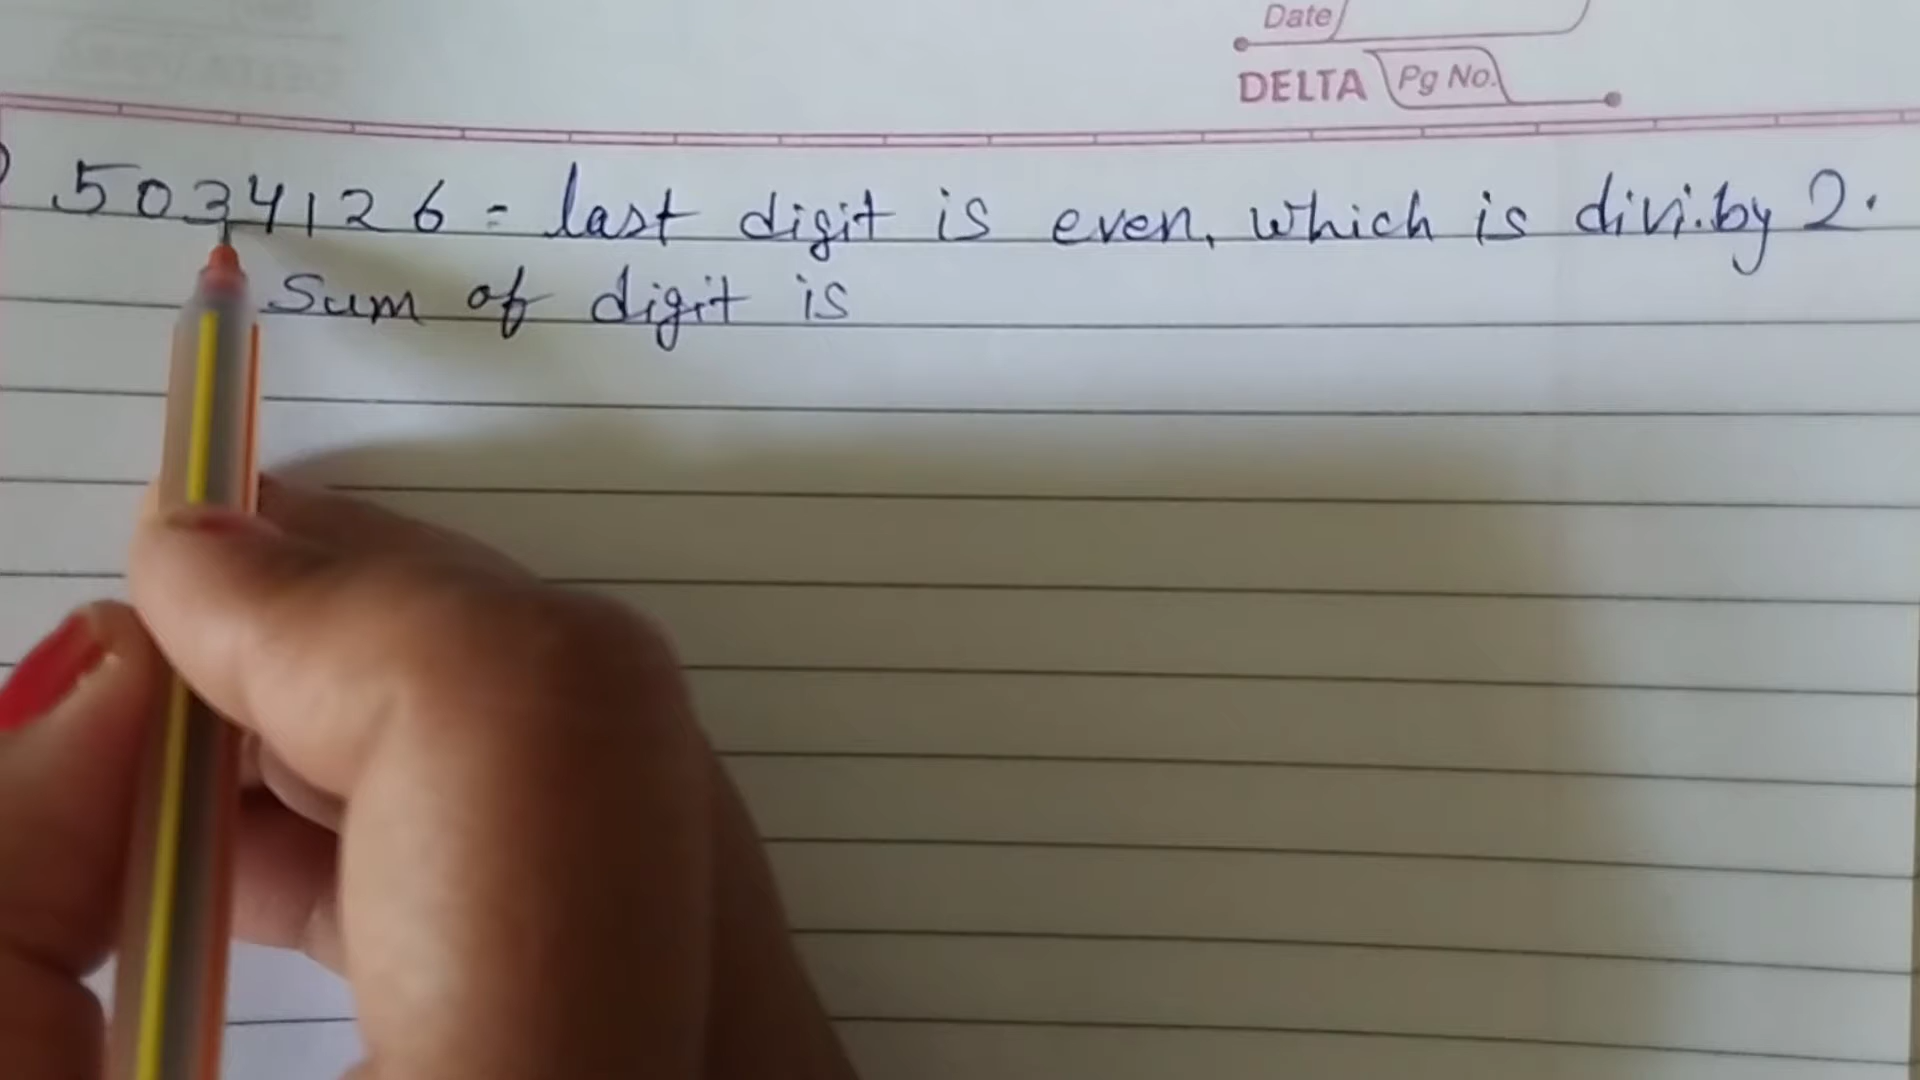 Date
DELTA Pg No.
5034126 = last digit is even, which is divi. by 2.
Sum of digit is